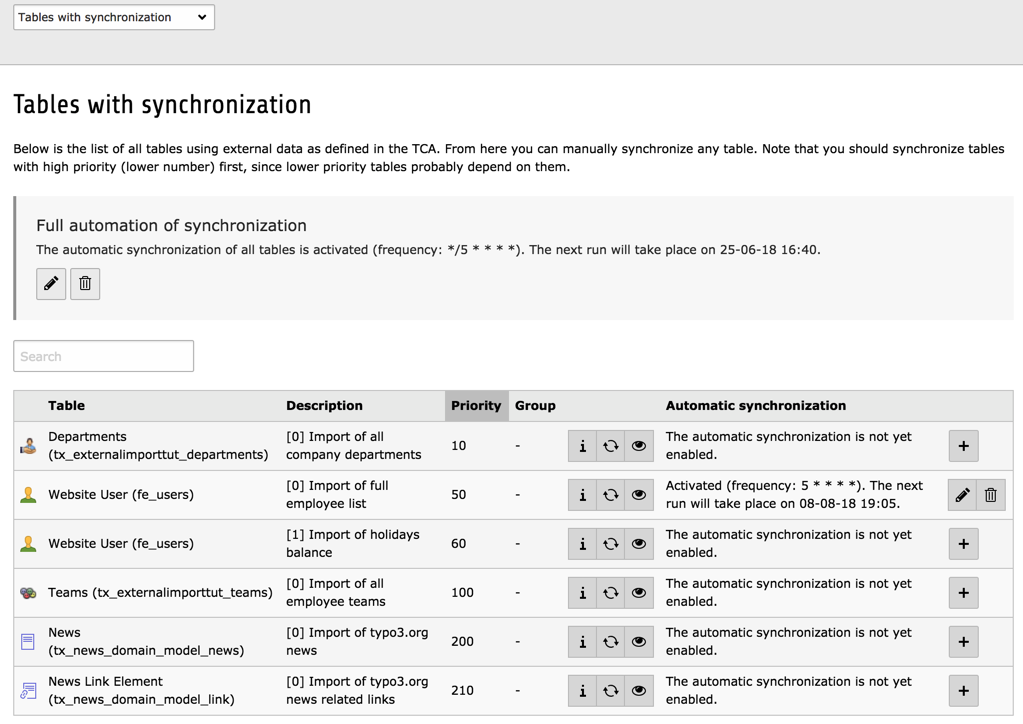 Tables with synchronization
Tables with synchronization
Below is the list of all tables using external data as defined in the TCA. From here you can manually synchronize any table. Note that you should synchronize tables
with high priority (lower number) first, since lower priority tables probably depend on them.
Full automation of synchronization
The automatic synchronization of all tables is activated (frequency: */5 * * * *). The next run will take place on 25-06-18 16:40.
Search
Table Description Priority Group Automatic synchronization
Departments [0] Import of all 10 - The automatic synchronization is not yet
(tx_externalimporttut_departments) company departments enabled.
Website User (fe_users) [0] Import of full 50 - Activated (frequency: 5 * * * *). The next
employee list run will take place on 08-08-18 19:05.
Website User (fe_users) [1] Import of holidays 60 - The automatic synchronization is not yet
balance enabled.
Teams (tx_externalimporttut_teams) [0] Import of all 100 - The automatic synchronization is not yet
employee teams enabled.
News [0] Import of typo3.org 200 - The automatic synchronization is not yet
(tx_news_domain_model_news) news enabled.
News Link Element [0] Import of typo3.org 210 - The automatic synchronization is not yet
(tx_news_domain_model_link) news related links enabled.